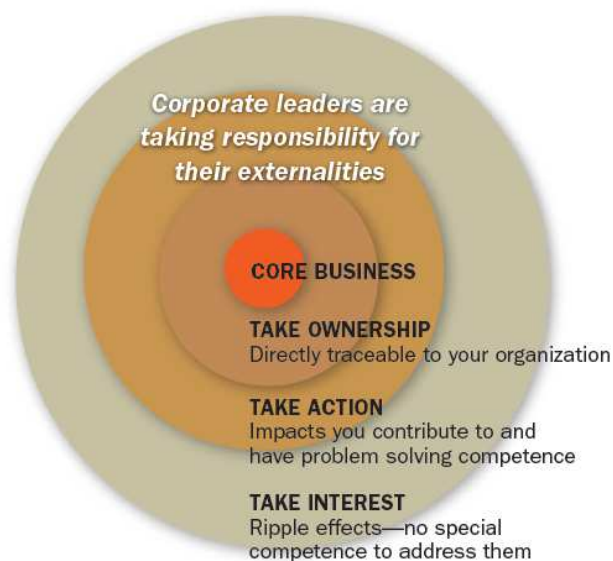 Corporate leaders are
taking responsibility for
their externalities
CORE BUSINESS
TAKE OWNERSHIP
Directly traceable to your organization
TAKE ACTION
Impacts you contribute to and
have problem solving competence
TAKE INTEREST
Ripple effects—no special
competence to address them